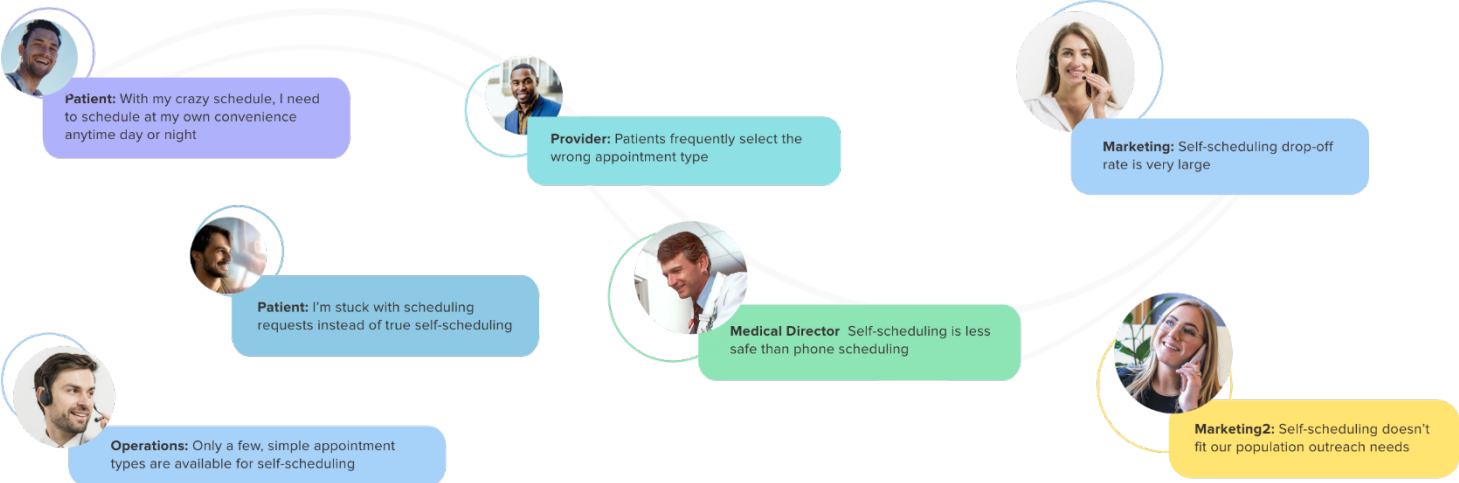 Patient: With my crazy schedule, I need
to schedule at my own convenience
anytime day or night
Provider: Patients frequently select the
wrong appointment type
Marketing: Self-scheduling drop-off
rate is very large
Patient: I’m stuck with scheduling
requests instead of true self-scheduling
Medical Director  Self-scheduling is less
safe than phone scheduling
Operations: Only a few, simple appointment
types are available for self-scheduling
Marketing2: Self-scheduling doesn’t
fit our population outreach needs